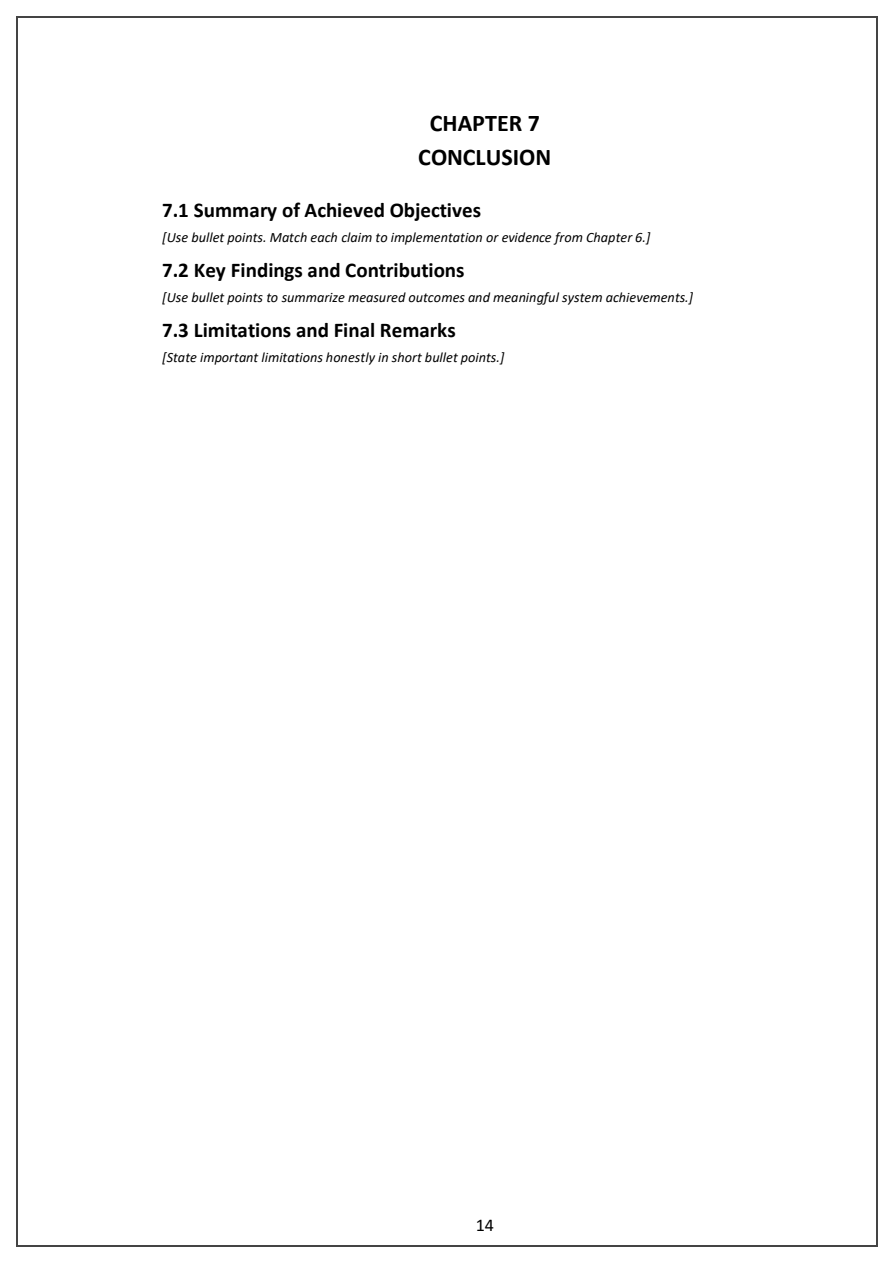 CHAPTER 7
CONCLUSION
7.1 Summary of Achieved Objectives
[Use bullet points. Match each claim to implementation or evidence from Chapter 6.]
7.2 Key Findings and Contributions
[Use bullet points to summarize measured outcomes and meaningful system achievements.]
7.3 Limitations and Final Remarks
[State important limitations honestly in short bullet points.]
14